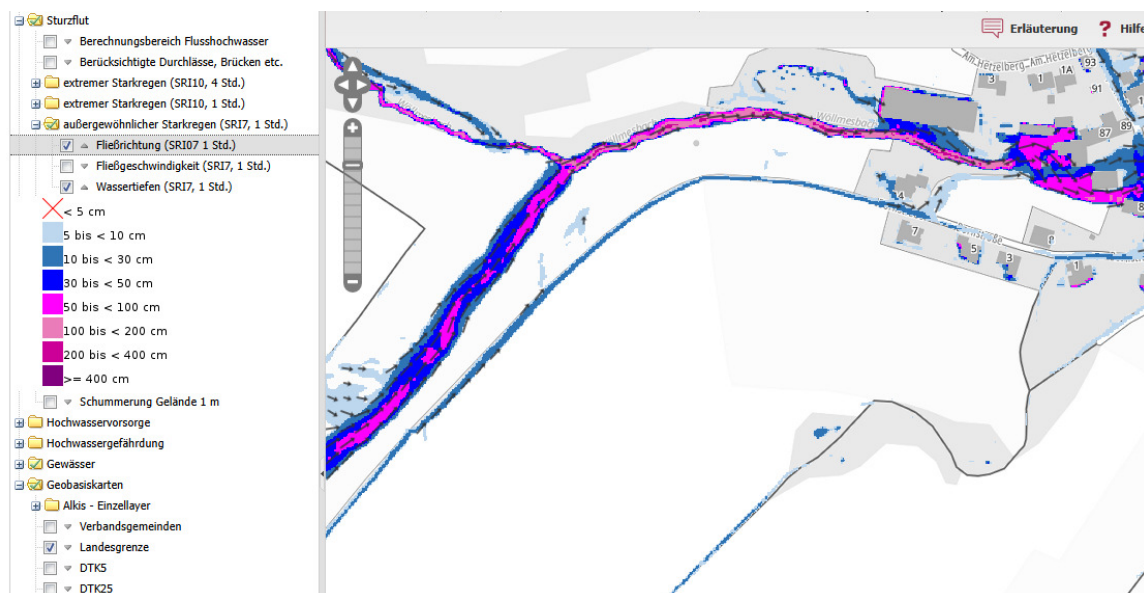 Sturzflut
Berechnungsbereich Flusshochwasser
Berücksichtigte Durchlässe, Brücken etc.
extremer Starkregen (SRI10, 4 Std.)
extremer Starkregen (SRI10, 1 Std.)
außergewöhnlicher Starkregen (SRI7, 1 Std.)
Fließrichtung (SRI07 1 Std.)
Fließgeschwindigkeit (SRI7, 1 Std.)
Wassertiefen (SRI7, 1 Std.)
< 5 cm
5 bis < 10 cm
10 bis < 30 cm
30 bis < 50 cm
50 bis < 100 cm
100 bis < 200 cm
200 bis < 400 cm
>= 400 cm
Schummerung Gelände 1 m
Hochwasservorsorge
Hochwassergefährdung
Gewässer
Geobasiskarten
Alkis - Einzellayer
Verbandsgemeinden
Landesgrenze
DTK5
DTK25
Erläuterung
? Hilfe
Am Hetzelberg
Am Hetzelberg
93
3
1
1A
91
Wöllmesbach
87
89
4
7
5
3
1